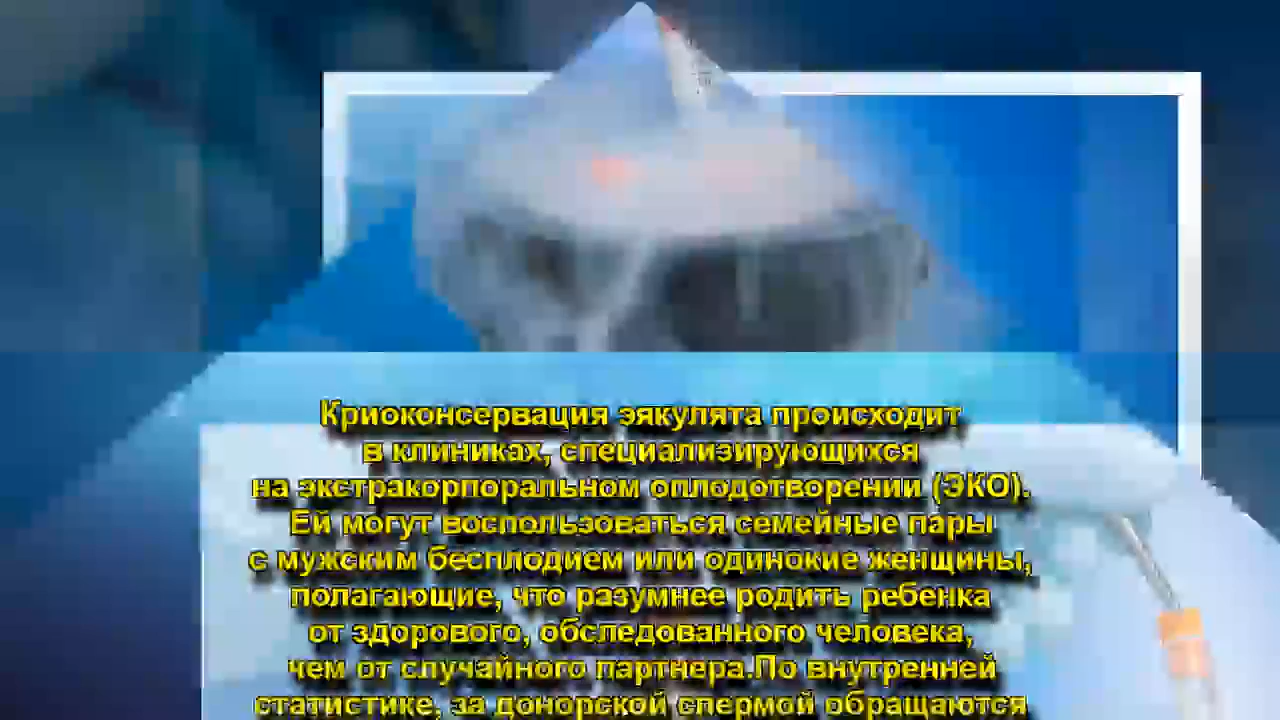 Криоконсервация эякулята происходит
в клиниках, специализирующихся
на экстракорпоральном оплодотворении (ЭКО).
Ей могут воспользоваться семейные пары
с мужским бесплодием или одинокие женщины,
полагающие, что разумнее родить ребенка
от здорового, обследованного человека,
чем от случайного партнера.По внутренней
статистике, за донорской спермой обращаются